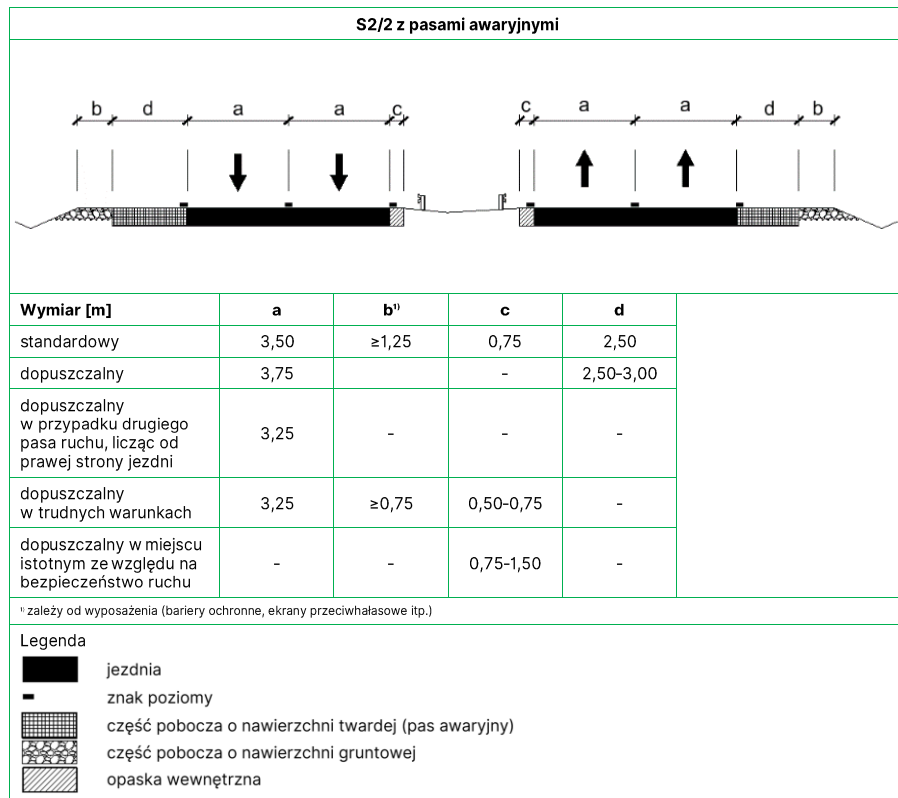 S2/2 z pasami awaryjnymi
b d a a c c a a d b
Wymiar [m] a b¹⁾ c d
standardowy 3,50 ≥1,25 0,75 2,50
dopuszczalny 3,75 - 2,50-3,00
dopuszczalny
w przypadku drugiego
pasa ruchu, licząc od
prawej strony jezdni
3,25 - - -
dopuszczalny
w trudnych warunkach
3,25 ≥0,75 0,50-0,75 -
dopuszczalny w miejscu
istotnym ze względu na
bezpieczeństwo ruchu
- - 0,75-1,50 -
¹⁾ zależy od wyposażenia (bariery ochronne, ekrany przeciwhałasowe itp.)
Legenda
jezdnia
znak poziomy
część pobocza o nawierzchni twardej (pas awaryjny)
część pobocza o nawierzchni gruntowej
opaska wewnętrzna